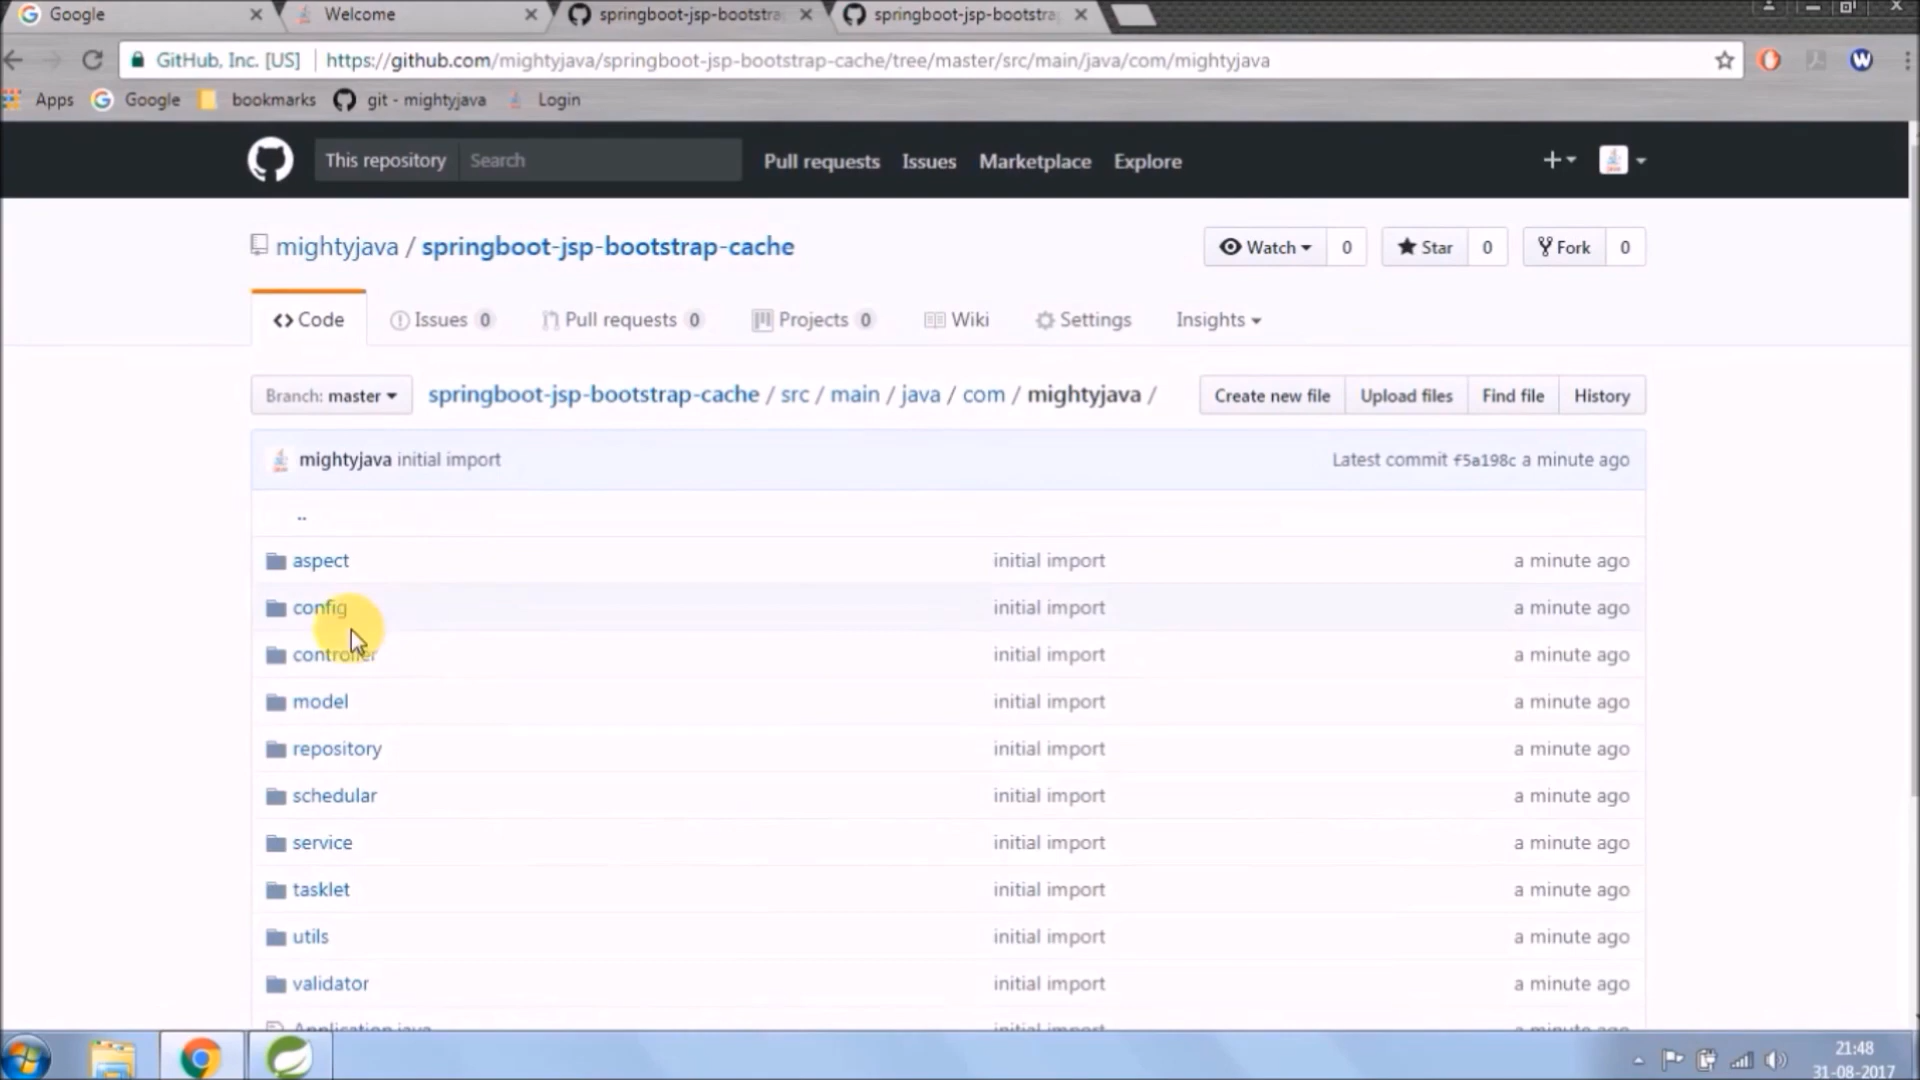 Google
Welcome
springboot-jsp-bootstra
springboot-jsp-bootstra
GitHub, Inc. [US]
https://github.com/mightyjava/springboot-jsp-bootstrap-cache/tree/master/src/main/java/com/mightyjava
W
Apps Google bookmarks git - mightyjava Login
This repository Search Pull requests Issues Marketplace Explore
mightyjava / springboot-jsp-bootstrap-cache
Watch 0 Star 0 Fork 0
Code Issues 0 Pull requests 0 Projects 0 Wiki Settings Insights
Branch: master springboot-jsp-bootstrap-cache / src / main / java / com / mightyjava /
Create new file Upload files Find file History
mightyjava initial import Latest commit f5a198c a minute ago
..
aspect initial import a minute ago
config initial import a minute ago
controller initial import a minute ago
model initial import a minute ago
repository initial import a minute ago
schedular initial import a minute ago
service initial import a minute ago
tasklet initial import a minute ago
utils initial import a minute ago
validator initial import a minute ago
Application.java initial import a minute ago
21:48
31-08-2017